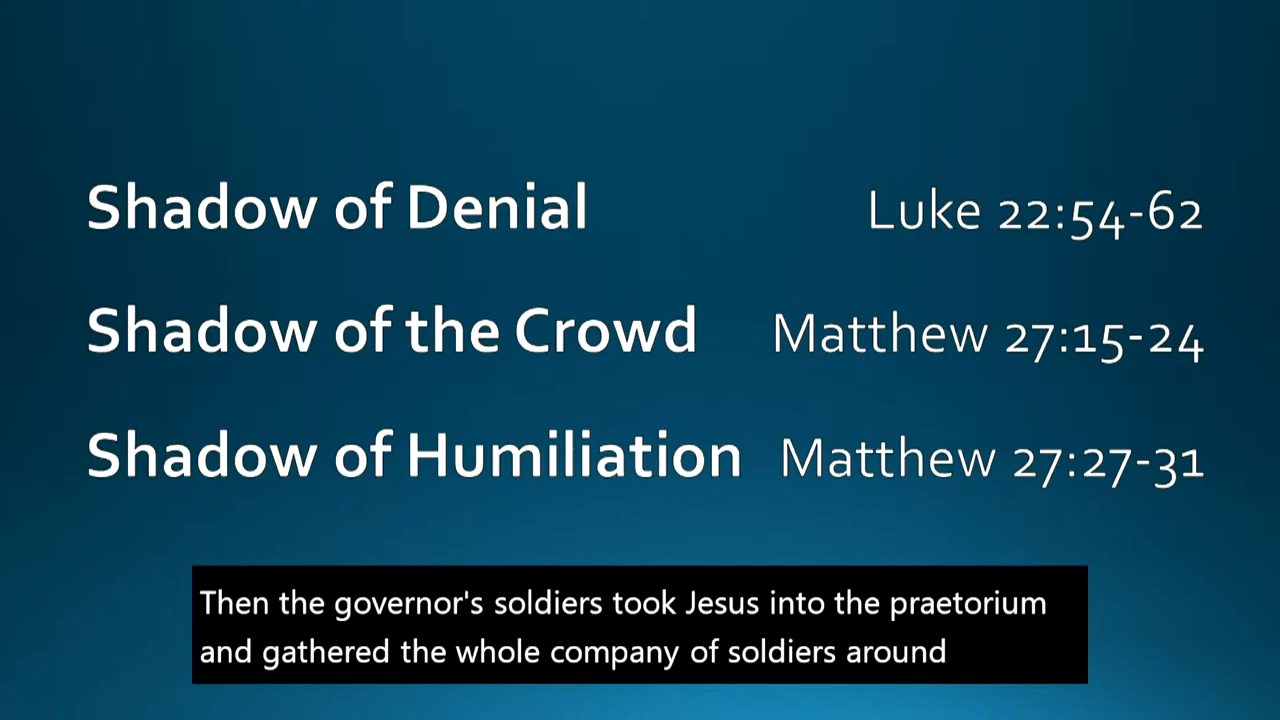 Shadow of Denial Luke 22:54-62
Shadow of the Crowd Matthew 27:15-24
Shadow of Humiliation Matthew 27:27-31
Then the governor's soldiers took Jesus into the praetorium
and gathered the whole company of soldiers around